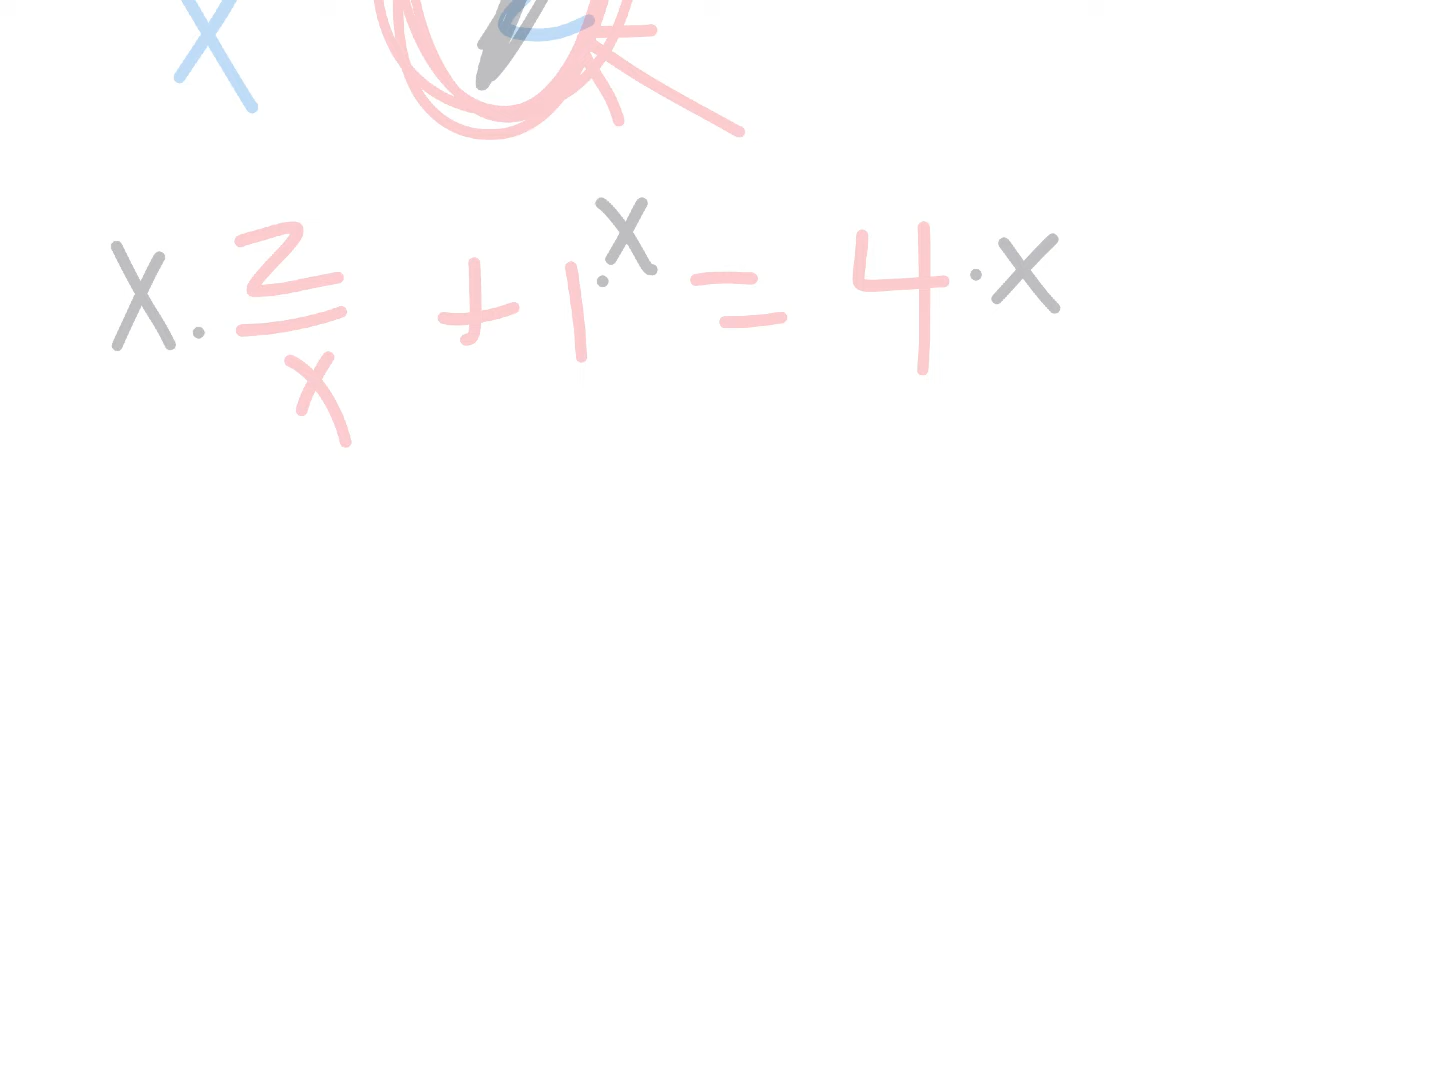 x
x · 2/x + 1 · x = 4 · x